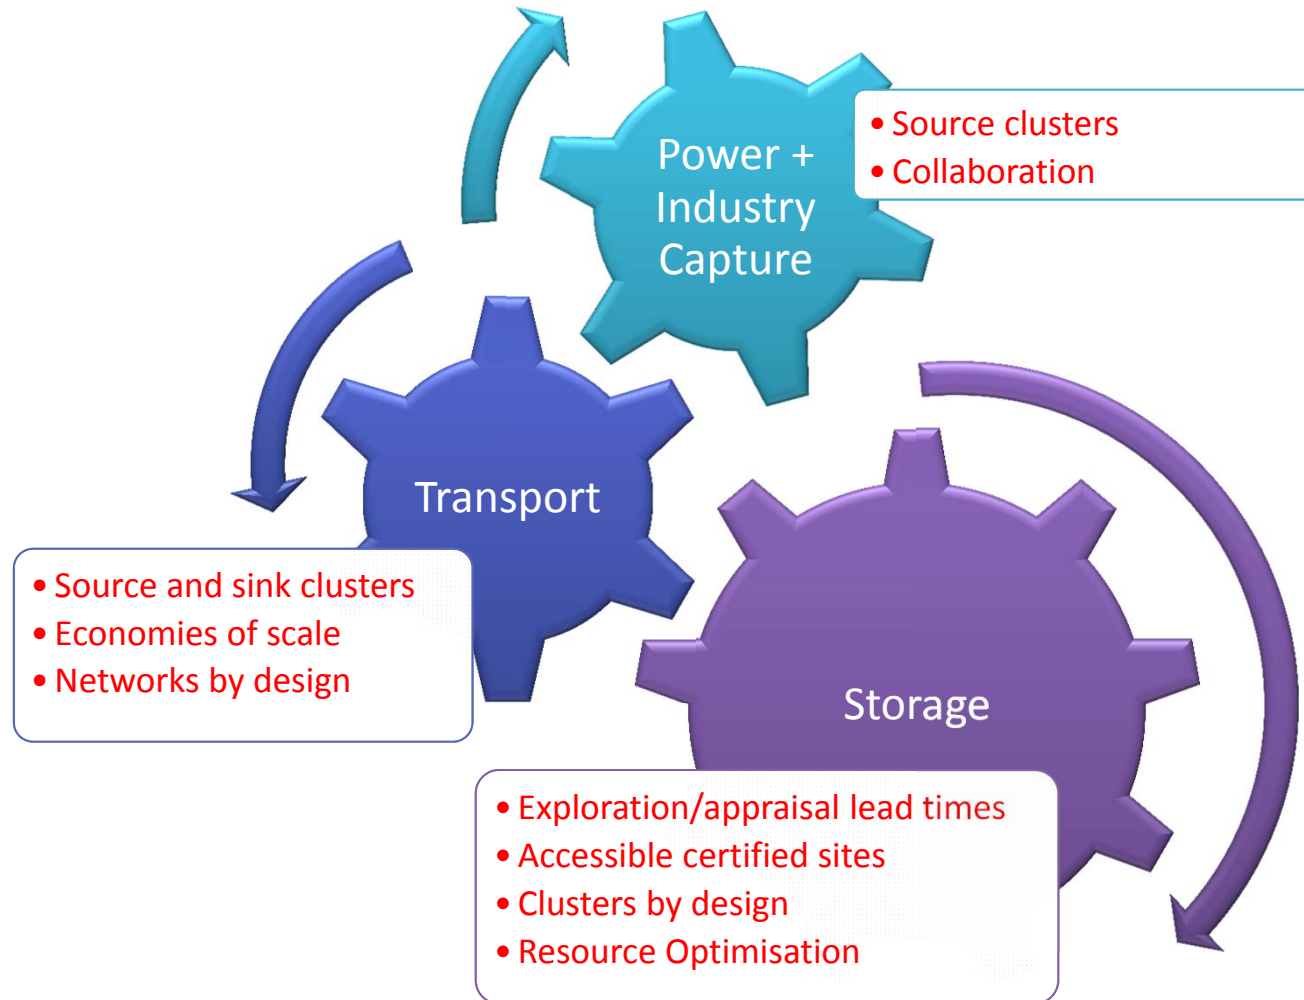 Power +
Industry
Capture
• Source clusters
• Collaboration
Transport
• Source and sink clusters
• Economies of scale
• Networks by design
Storage
• Exploration/appraisal lead times
• Accessible certified sites
• Clusters by design
• Resource Optimisation